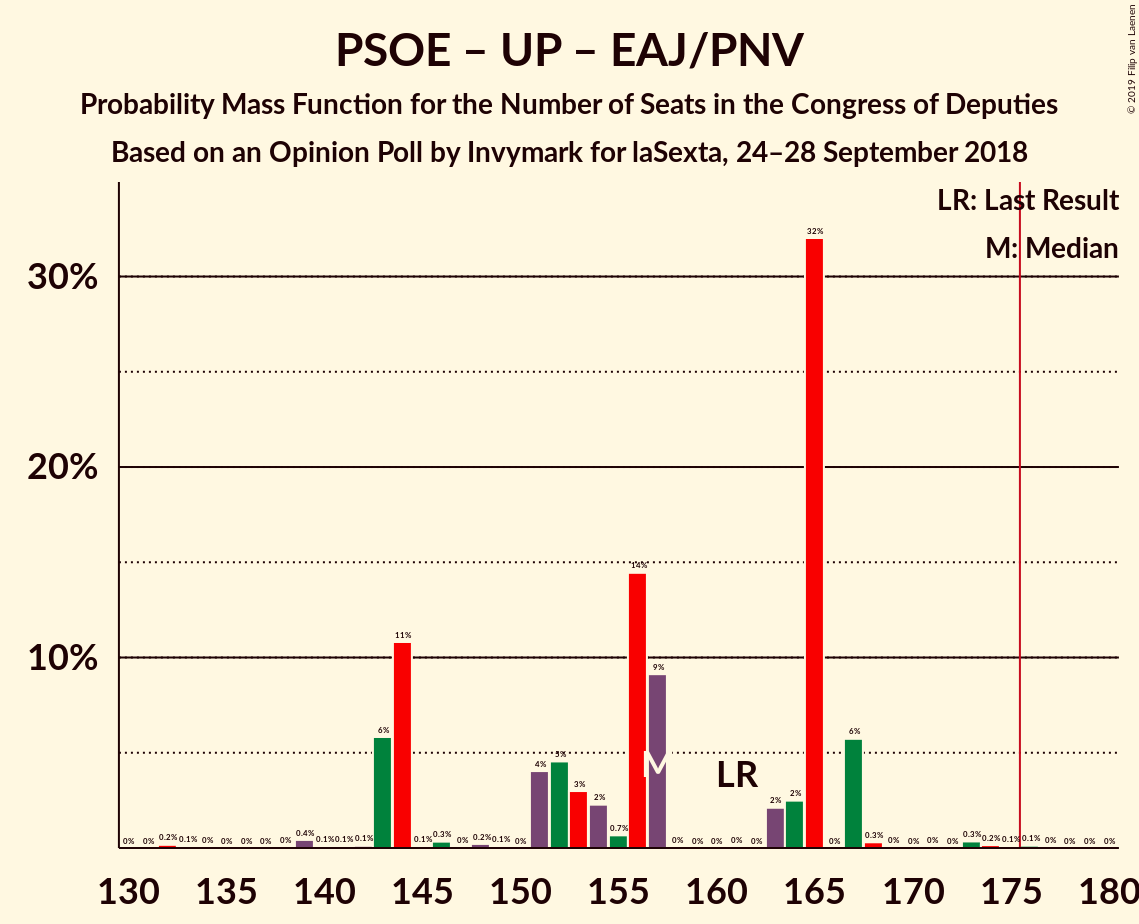 PSOE – UP – EAJ/PNV
Probability Mass Function for the Number of Seats in the Congress of Deputies
Based on an Opinion Poll by Invymark for laSexta, 24–28 September 2018
© 2019 Filip van Laenen
LR: Last Result
M: Median
30%
20%
10%
0% 0% 0.2% 0.1% 0% 0% 0% 0% 0% 0.4% 0.1% 0.1% 0.1% 6% 11% 0.1% 0.3% 0% 0.2% 0.1% 0% 4% 5% 3% 2% 0.7% 14% 9% 0% 0% 0% 0% 0% 2% 2% 32% 0% 6% 0.3% 0% 0% 0% 0% 0.3% 0.2% 0.1% 0.1% 0% 0% 0% 0%
M LR
130 135 140 145 150 155 160 165 170 175 180